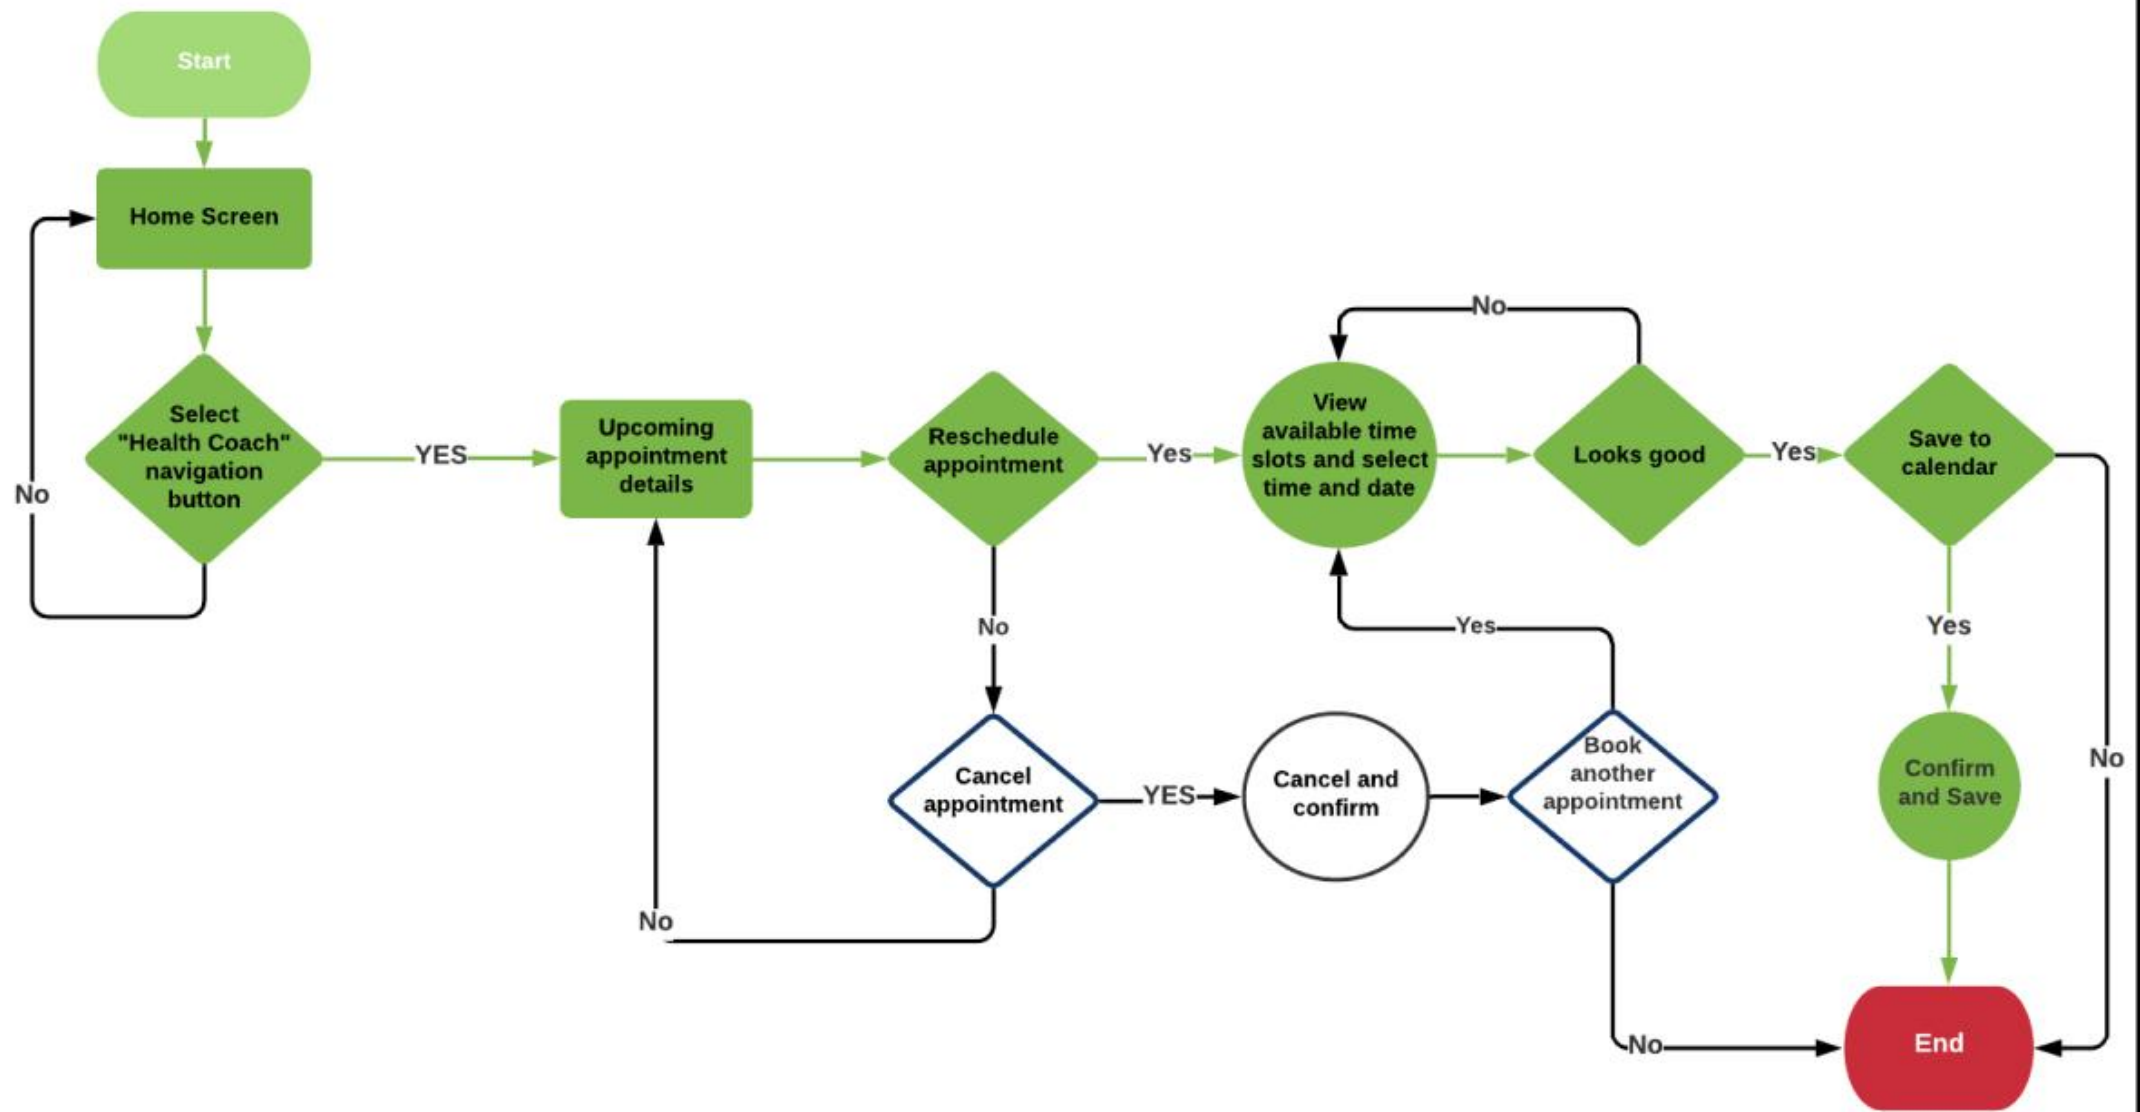 Start
Home Screen
Select
"Health Coach"
navigation
button
No
YES
Upcoming
appointment
details
Reschedule
appointment
Yes
View
available time
slots and select
time and date
No
Looks good
Yes
Save to
calendar
No
Yes
No
Cancel
appointment
YES
Cancel and
confirm
Book
another
appointment
Yes
Yes
Confirm
and Save
No
No
End